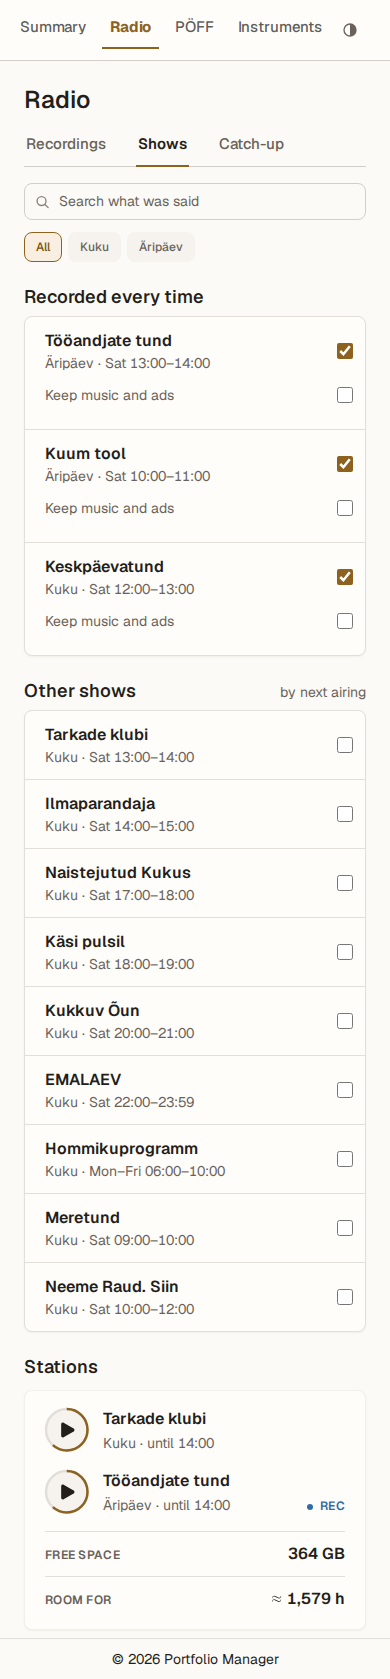 Summary Radio PÖFF Instruments
Radio
Recordings Shows Catch-up
Search what was said
All Kuku Äripäev
Recorded every time
Tööandjate tund
Äripäev · Sat 13:00–14:00
Keep music and ads
Kuum tool
Äripäev · Sat 10:00–11:00
Keep music and ads
Keskpäevatund
Kuku · Sat 12:00–13:00
Keep music and ads
Other shows by next airing
Tarkade klubi
Kuku · Sat 13:00–14:00
Ilmaparandaja
Kuku · Sat 14:00–15:00
Naistejutud Kukus
Kuku · Sat 17:00–18:00
Käsi pulsil
Kuku · Sat 18:00–19:00
Kukkuv Õun
Kuku · Sat 20:00–21:00
EMALAEV
Kuku · Sat 22:00–23:59
Hommikuprogramm
Kuku · Mon–Fri 06:00–10:00
Meretund
Kuku · Sat 09:00–10:00
Neeme Raud. Siin
Kuku · Sat 10:00–12:00
Stations
Tarkade klubi
Kuku · until 14:00
Tööandjate tund
Äripäev · until 14:00 REC
FREE SPACE 364 GB
ROOM FOR ≈ 1,579 h
© 2026 Portfolio Manager